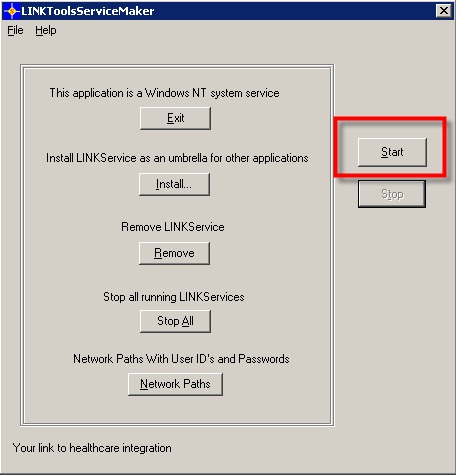 LINKToolsServiceMaker
File Help
This application is a Windows NT system service
Exit
Install LINKService as an umbrella for other applications
Install...
Start
Stop
Remove LINKService
Remove
Stop all running LINKServices
Stop All
Network Paths With User ID's and Passwords
Network Paths
Your link to healthcare integration